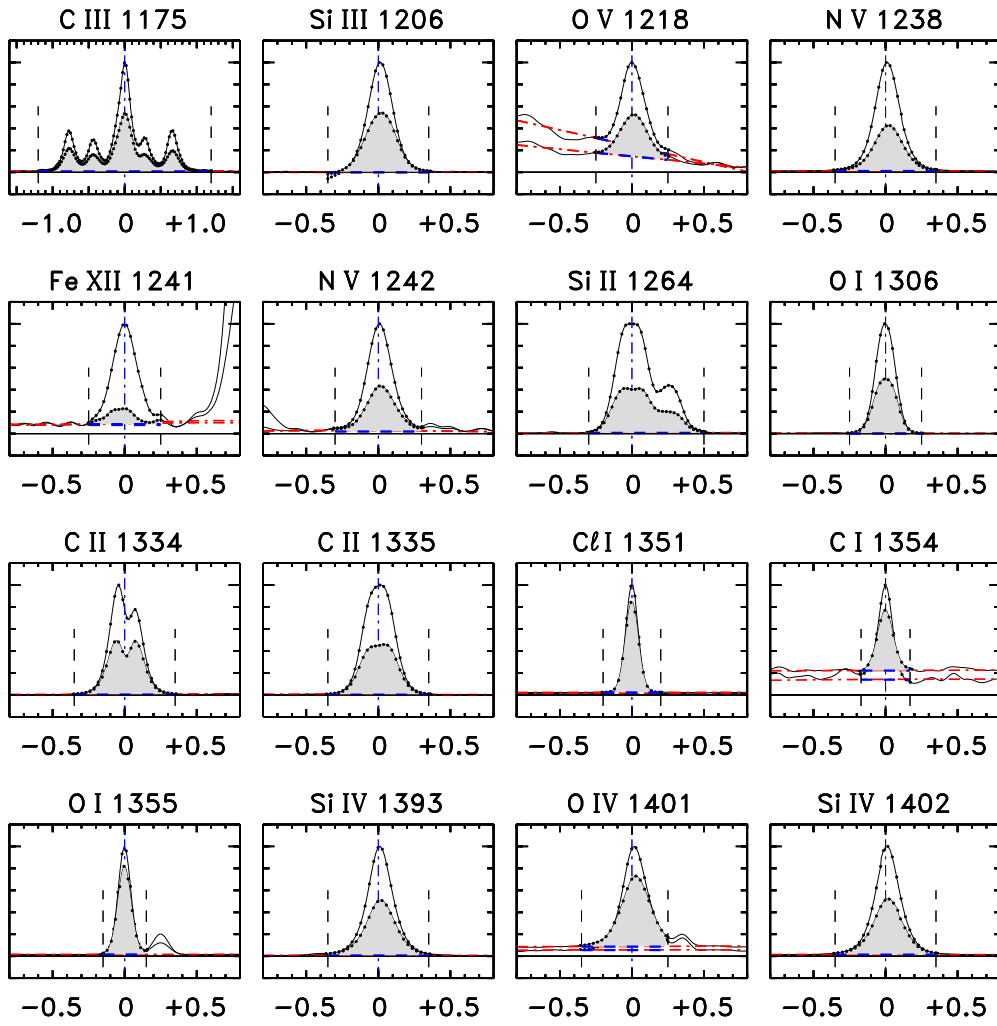 C III 1175 Si III 1206 O V 1218 N V 1238
−1.0 0 +1.0 −0.5 0 +0.5 −0.5 0 +0.5 −0.5 0 +0.5
Fe XII 1241 N V 1242 Si II 1264 O I 1306
−0.5 0 +0.5 −0.5 0 +0.5 −0.5 0 +0.5 −0.5 0 +0.5
C II 1334 C II 1335 Cℓ I 1351 C I 1354
−0.5 0 +0.5 −0.5 0 +0.5 −0.5 0 +0.5 −0.5 0 +0.5
O I 1355 Si IV 1393 O IV 1401 Si IV 1402
−0.5 0 +0.5 −0.5 0 +0.5 −0.5 0 +0.5 −0.5 0 +0.5